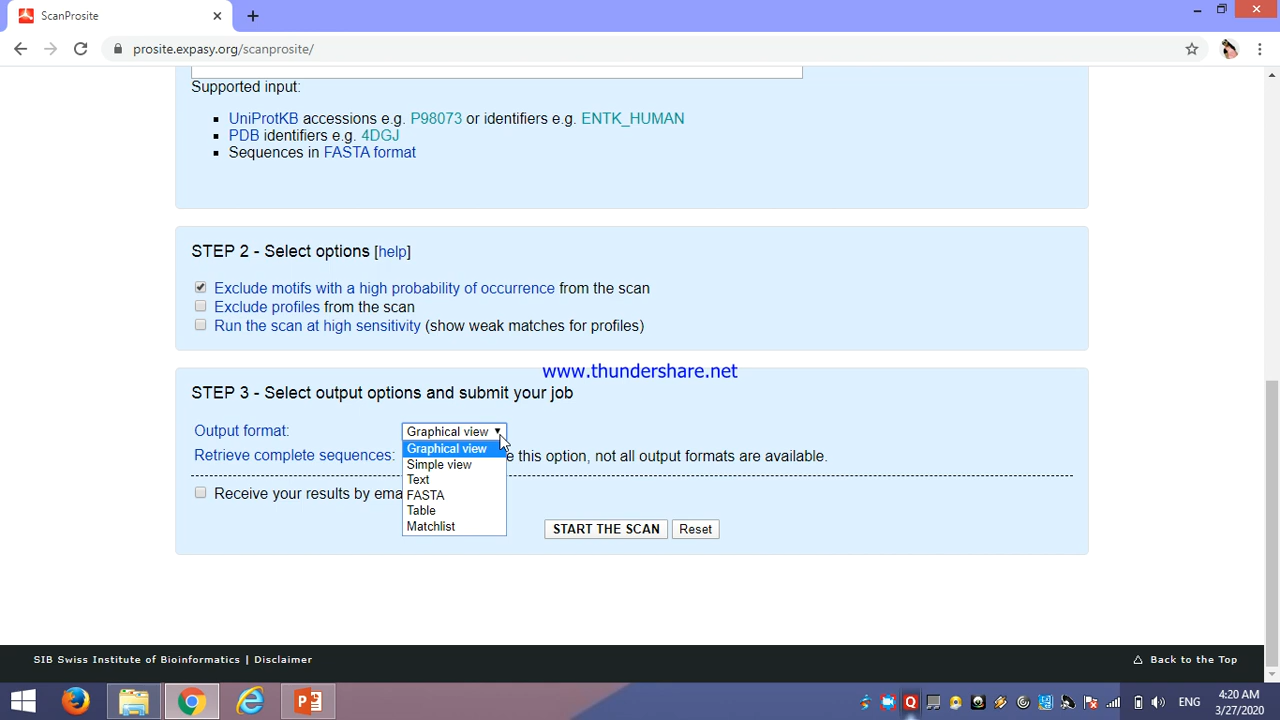 ScanProsite
prosite.expasy.org/scanprosite/
Supported input:
UniProtKB accessions e.g. P98073 or identifiers e.g. ENTK_HUMAN
PDB identifiers e.g. 4DGJ
Sequences in FASTA format
STEP 2 - Select options [help]
Exclude motifs with a high probability of occurrence from the scan
Exclude profiles from the scan
Run the scan at high sensitivity (show weak matches for profiles)
www.thundershare.net
STEP 3 - Select output options and submit your job
Output format: Graphical view
Graphical view
Retrieve complete sequences: e this option, not all output formats are available.
Simple view
Text
Receive your results by ema
FASTA
Table
Matchlist
START THE SCAN Reset
SIB Swiss Institute of Bioinformatics | Disclaimer Back to the Top
ENG
4:20 AM
3/27/2020